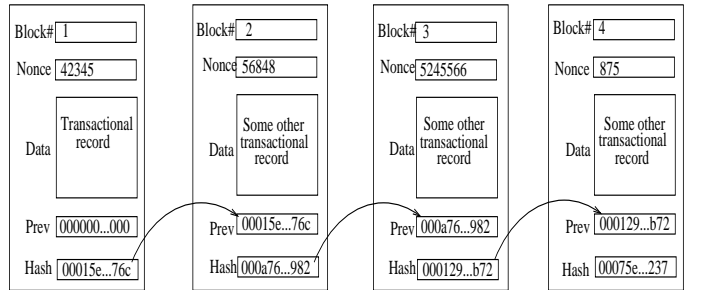 Block# 1
Nonce 42345
Data
Transactional
record
Prev 000000...000
Hash 00015e...76c
Block# 2
Nonce 56848
Data
Some other
transactional
record
Prev 00015e...76c
Hash 000a76...982
Block# 3
Nonce 5245566
Data
Some other
transactional
record
Prev 000a76...982
Hash 000129...b72
Block# 4
Nonce 875
Data
Some other
transactional
record
Prev 000129...b72
Hash 00075e...237